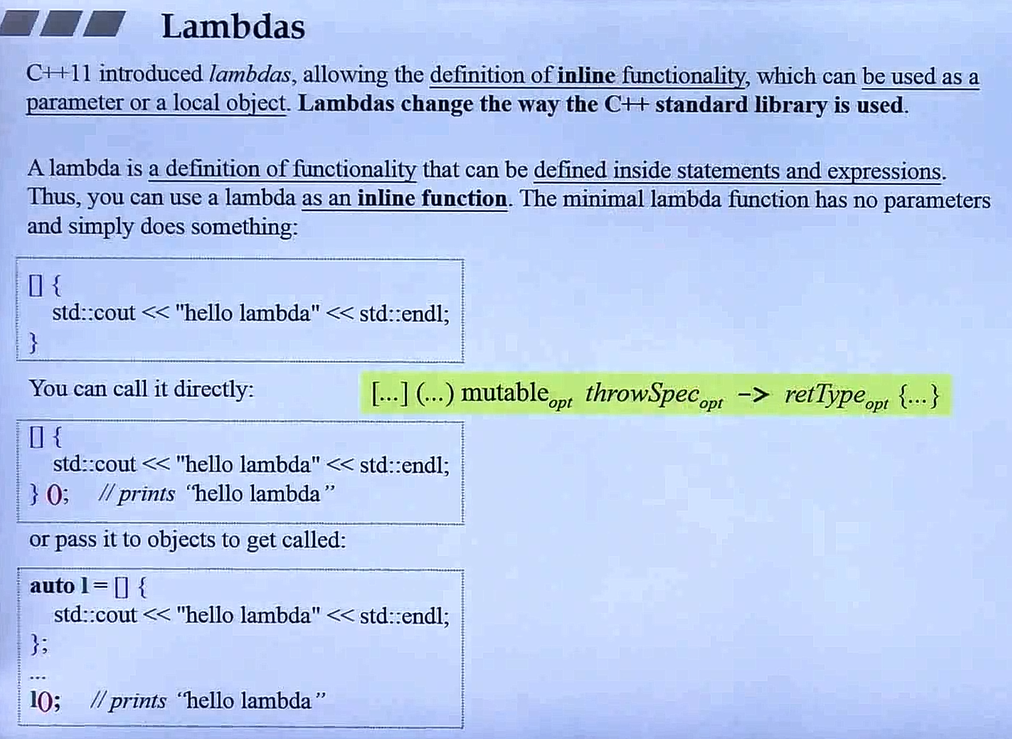 Lambdas
C++11 introduced lambdas, allowing the definition of inline functionality, which can be used as a
parameter or a local object. Lambdas change the way the C++ standard library is used.
A lambda is a definition of functionality that can be defined inside statements and expressions.
Thus, you can use a lambda as an inline function. The minimal lambda function has no parameters
and simply does something:
[] {
std::cout << "hello lambda" << std::endl;
}
You can call it directly:
[...] (...) mutable opt throwSpec opt -> retType opt {...}
[] {
std::cout << "hello lambda" << std::endl;
} (); // prints “hello lambda”
or pass it to objects to get called:
auto l = [] {
std::cout << "hello lambda" << std::endl;
};
...
l(); // prints “hello lambda”